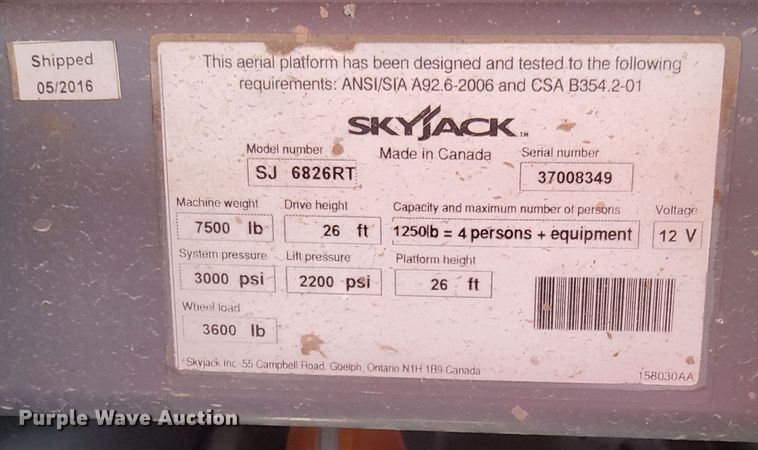 Shipped
05/2016
This aerial platform has been designed and tested to the following
requirements: ANSI/SIA A92.6-2006 and CSA B354.2-01
SKYJACK™
Model number
Made in Canada
Serial number
SJ 6826RT
37008349
Machine weight
Drive height
Capacity and maximum number of persons
Voltage
7500 lb
26 ft
1250lb = 4 persons + equipment
12 V
System pressure
Lift pressure
Platform height
3000 psi
2200 psi
26 ft
Wheel load
3600 lb
Skyjack Inc. 55 Campbell Road, Guelph, Ontario N1H 1B9 Canada
158030AA
Purple Wave Auction